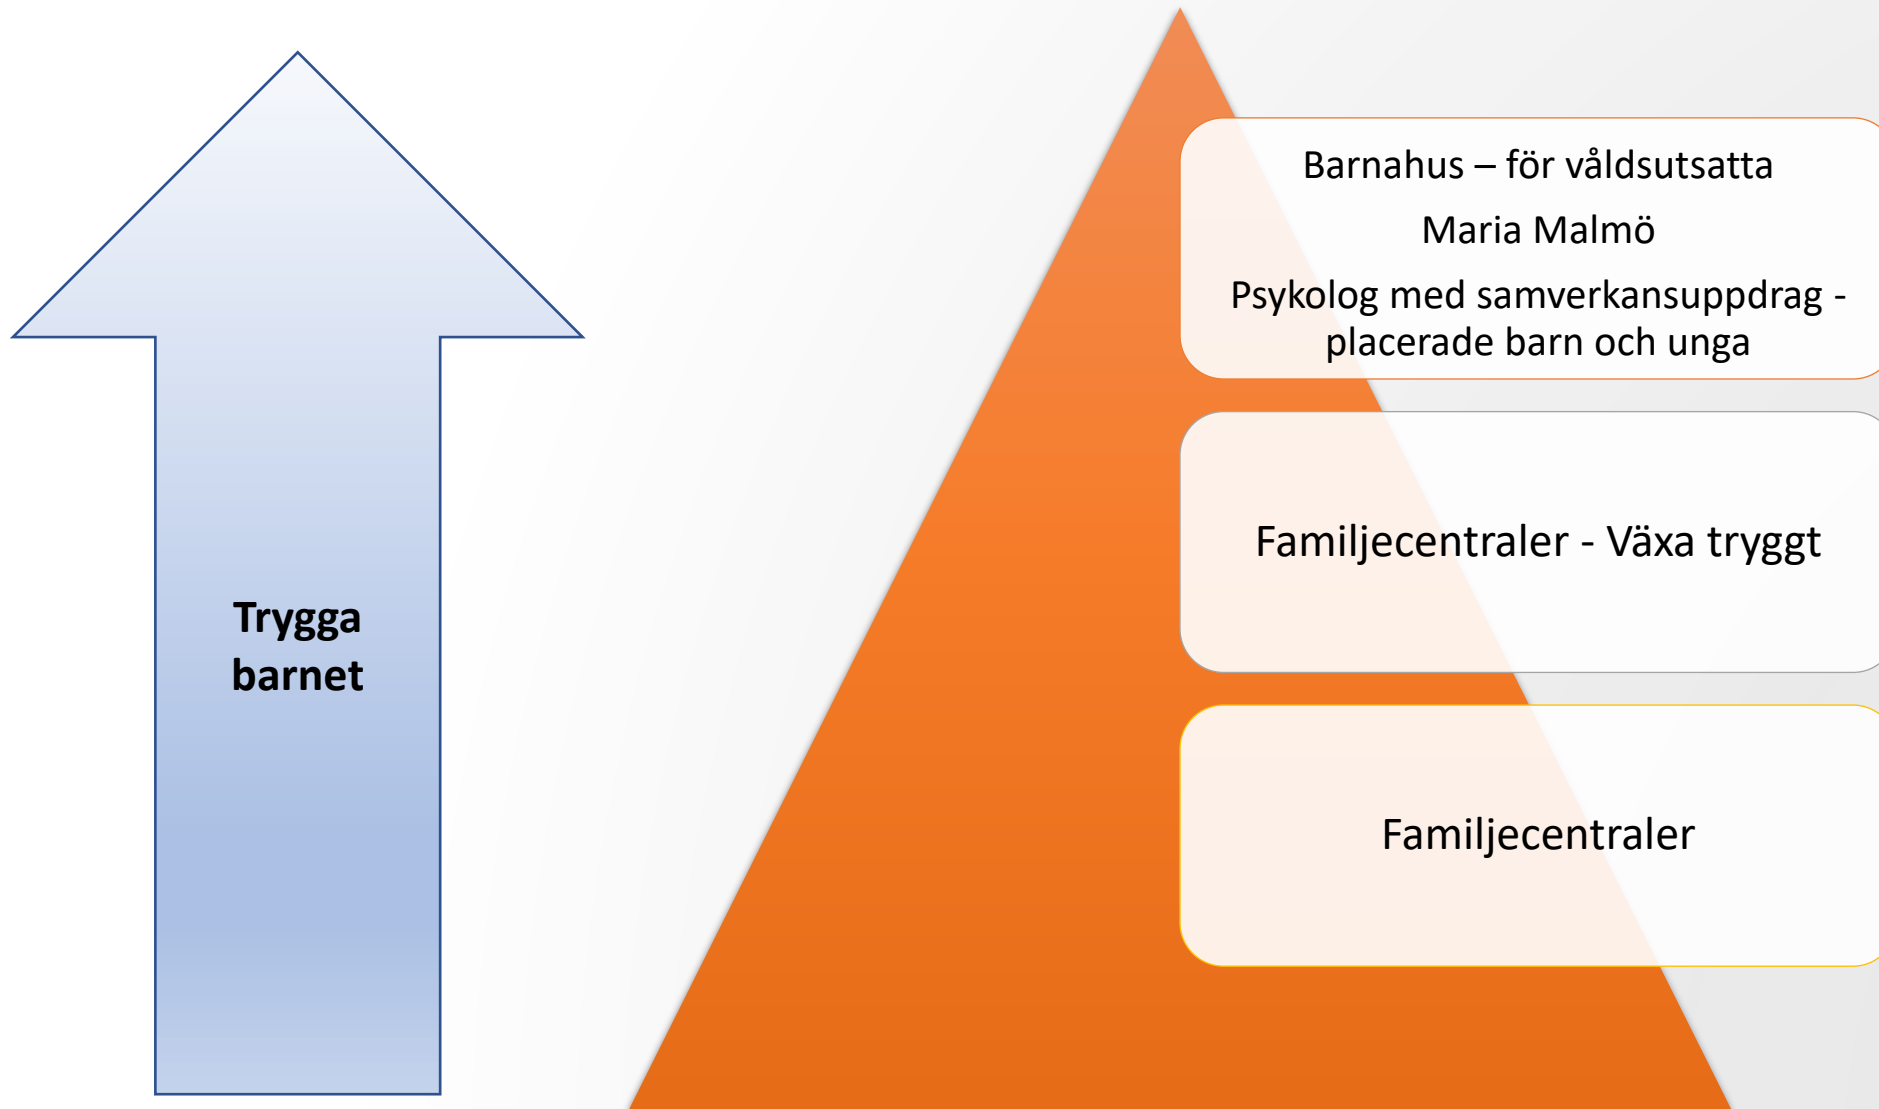 Barnahus – för våldsutsatta
Maria Malmö
Psykolog med samverkansuppdrag -
placerade barn och unga
Familjecentraler - Växa tryggt
Trygga
barnet
Familjecentraler